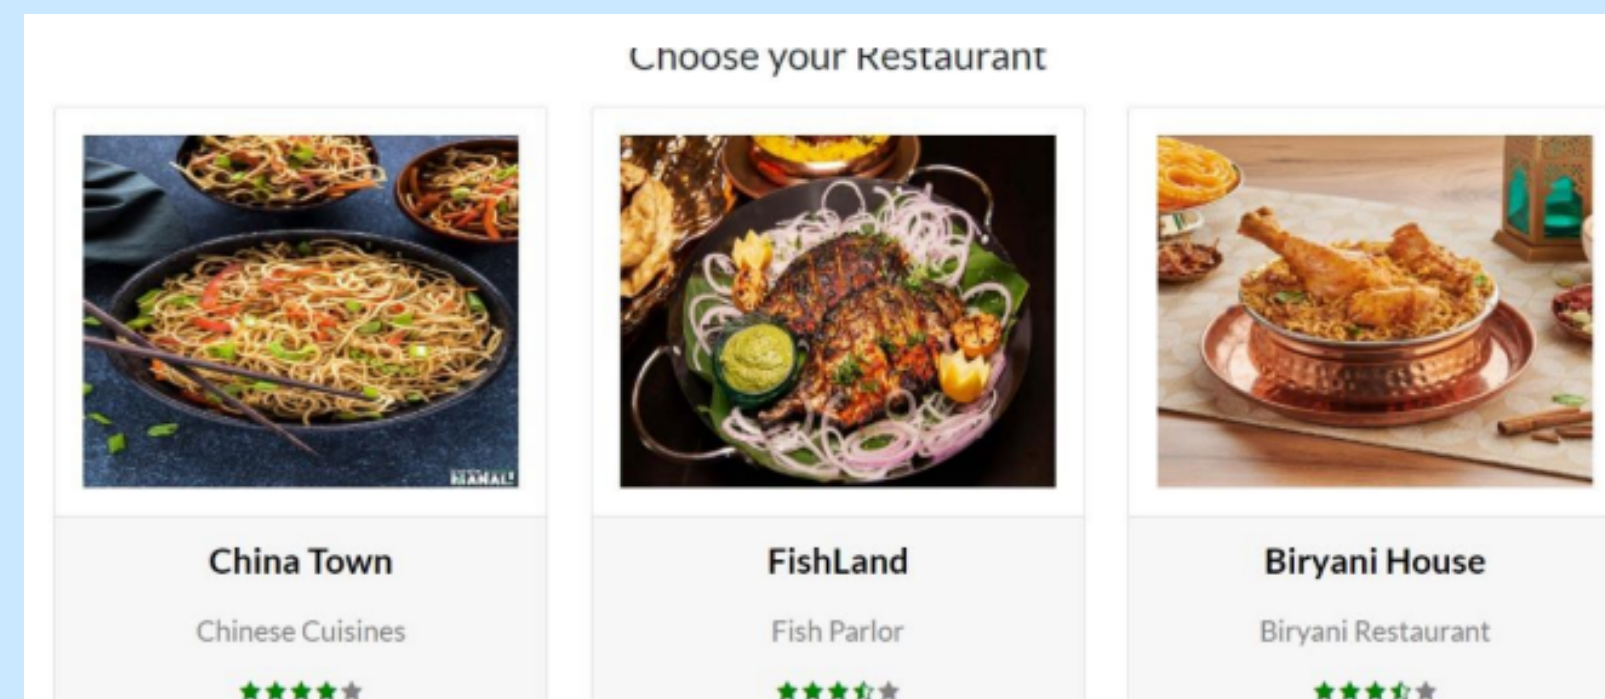 Choose your Restaurant
China Town
Chinese Cuisines
FishLand
Fish Parlor
Biryani House
Biryani Restaurant